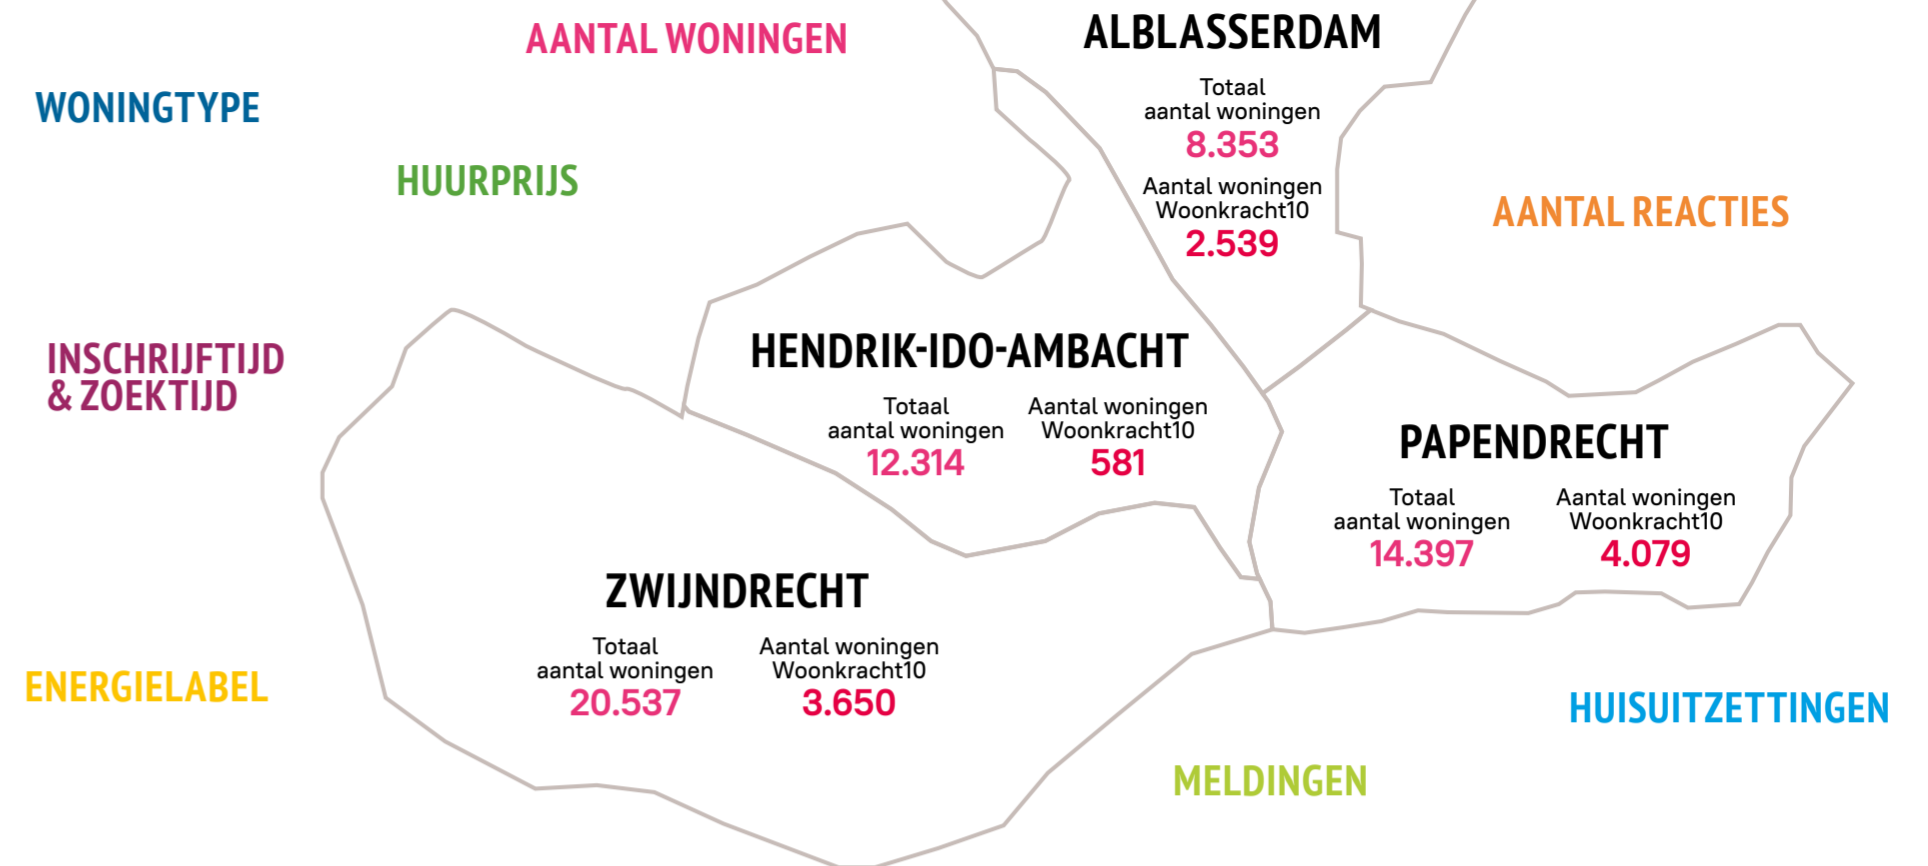 AANTAL WONINGEN
WONINGTYPE
HUURPRIJS
INSCHRIJFTIJD
& ZOEKTIJD
ENERGIELABEL
ALBLASSERDAM
Totaal
aantal woningen
8.353
Aantal woningen
Woonkracht10
2.539
AANTAL REACTIES
HENDRIK-IDO-AMBACHT
Totaal
aantal woningen
12.314
Aantal woningen
Woonkracht10
581
PAPENDRECHT
Totaal
aantal woningen
14.397
Aantal woningen
Woonkracht10
4.079
ZWIJNDRECHT
Totaal
aantal woningen
20.537
Aantal woningen
Woonkracht10
3.650
HUISUITZETTINGEN
MELDINGEN